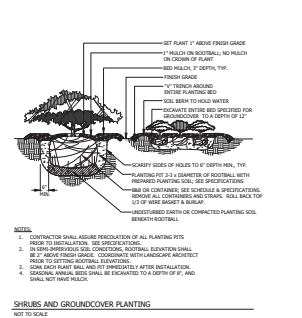 SET PLANT 1" ABOVE FINISH GRADE
1" MULCH ON ROOTBALL; NO MULCH
ON CROWN OF PLANT
BED MULCH, 3" DEPTH, TYP.
FINISH GRADE
"V" TRENCH AROUND
ENTIRE PLANTING BED
SOIL BERM TO HOLD WATER
EXCAVATE ENTIRE BED SPECIFIED FOR
GROUNDCOVER TO A DEPTH OF 12"
6"
MIN.
SCARIFY SIDES OF HOLES TO 6" DEPTH MIN., TYP.
PLANTING PIT 2-3 x DIAMETER OF ROOTBALL WITH
PREPARED PLANTING SOIL; SEE SPECIFICATIONS
B&B OR CONTAINER; SEE SCHEDULE & SPECIFICATIONS.
REMOVE ALL CONTAINERS AND STRAPS. ROLL BACK TOP
1/3 OF WIRE BASKET & BURLAP.
UNDISTURBED EARTH OR COMPACTED PLANTING SOIL
BENEATH ROOTBALL
NOTES:
1. CONTRACTOR SHALL ASSURE PERCOLATION OF ALL PLANTING PITS
PRIOR TO INSTALLATION. SEE SPECIFICATIONS.
2. IN SEMI-IMPERVIOUS SOIL CONDITIONS, ROOTBALL ELEVATION SHALL
BE 2" ABOVE FINISH GRADE. COORDINATE WITH LANDSCAPE ARCHITECT
PRIOR TO SETTING ROOTBALL ELEVATIONS.
3. SOAK EACH PLANT BALL AND PIT IMMEDIATELY AFTER INSTALLATION.
4. SEASONAL ANNUAL BEDS SHALL BE EXCAVATED TO A DEPTH OF 8", AND
SHALL NOT HAVE MULCH.
SHRUBS AND GROUNDCOVER PLANTING
NOT TO SCALE